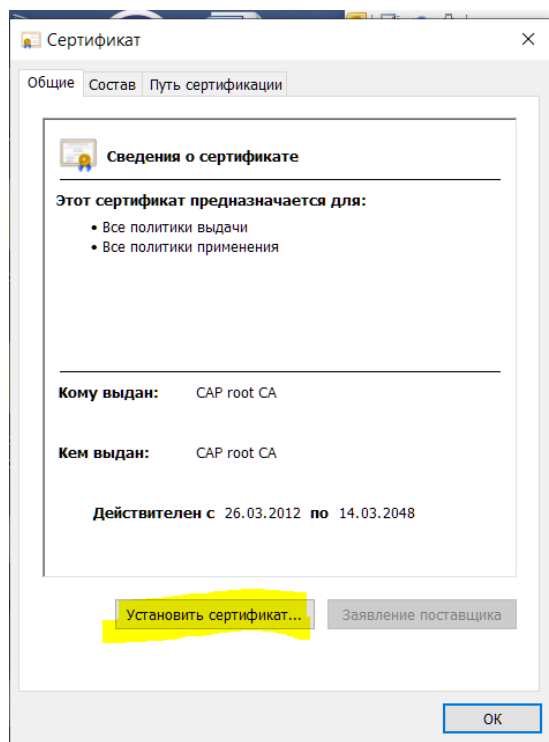 Сертификат
Общие Состав Путь сертификации
Сведения о сертификате
Этот сертификат предназначается для:
• Все политики выдачи
• Все политики применения
Кому выдан: CAP root CA
Кем выдан: CAP root CA
Действителен с 26.03.2012 по 14.03.2048
Установить сертификат... Заявление поставщика
ОК